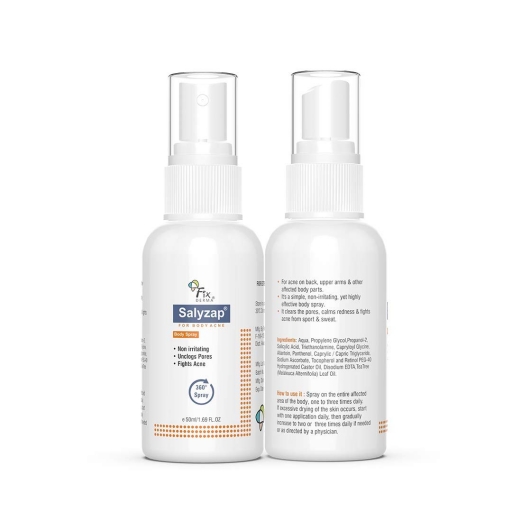 Fix
DERMA
Salyzap®
FOR BODY ACNE
Body Spray
• Non irritating
• Unclogs Pores
• Fights Acne
360°
Spray
e 50ml/1.69 FL.OZ
• For acne on back, upper arms & other
affected body parts.
• It's a simple, non-irritating, yet highly
effective body spray.
• It clears the pores, calms redness & fights
acne from sport & sweat.
Ingredients: Aqua, Propylene Glycol, Propanol-2,
Salicylic Acid, Triethanolamine, Caprylyl Glycol,
Allantoin, Panthenol, Caprylic / Capric Triglyceride,
Sodium Ascorbate, Tocopherol and Retinol PEG-40
Hydrogenated Castor Oil, Disodium EDTA, Tea Tree
(Melaleuca Alternifolia) Leaf Oil.
How to use it : Spray on the entire affected
area of the body, one to three times daily.
If excessive drying of the skin occurs, start
with one application daily, then gradually
increase to two or three times daily if needed
or as directed by a physician.